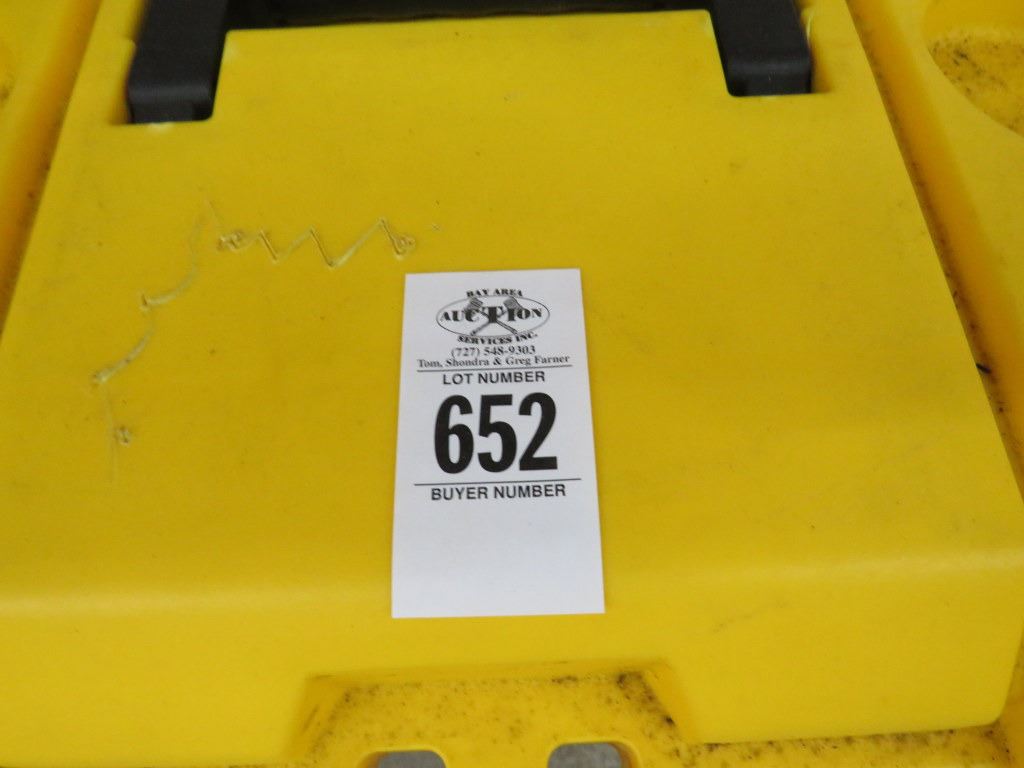 BAY AREA
AUCTION
SERVICES INC.
(727) 548-9303
Tom, Shondra & Greg Farner
LOT NUMBER
652
BUYER NUMBER